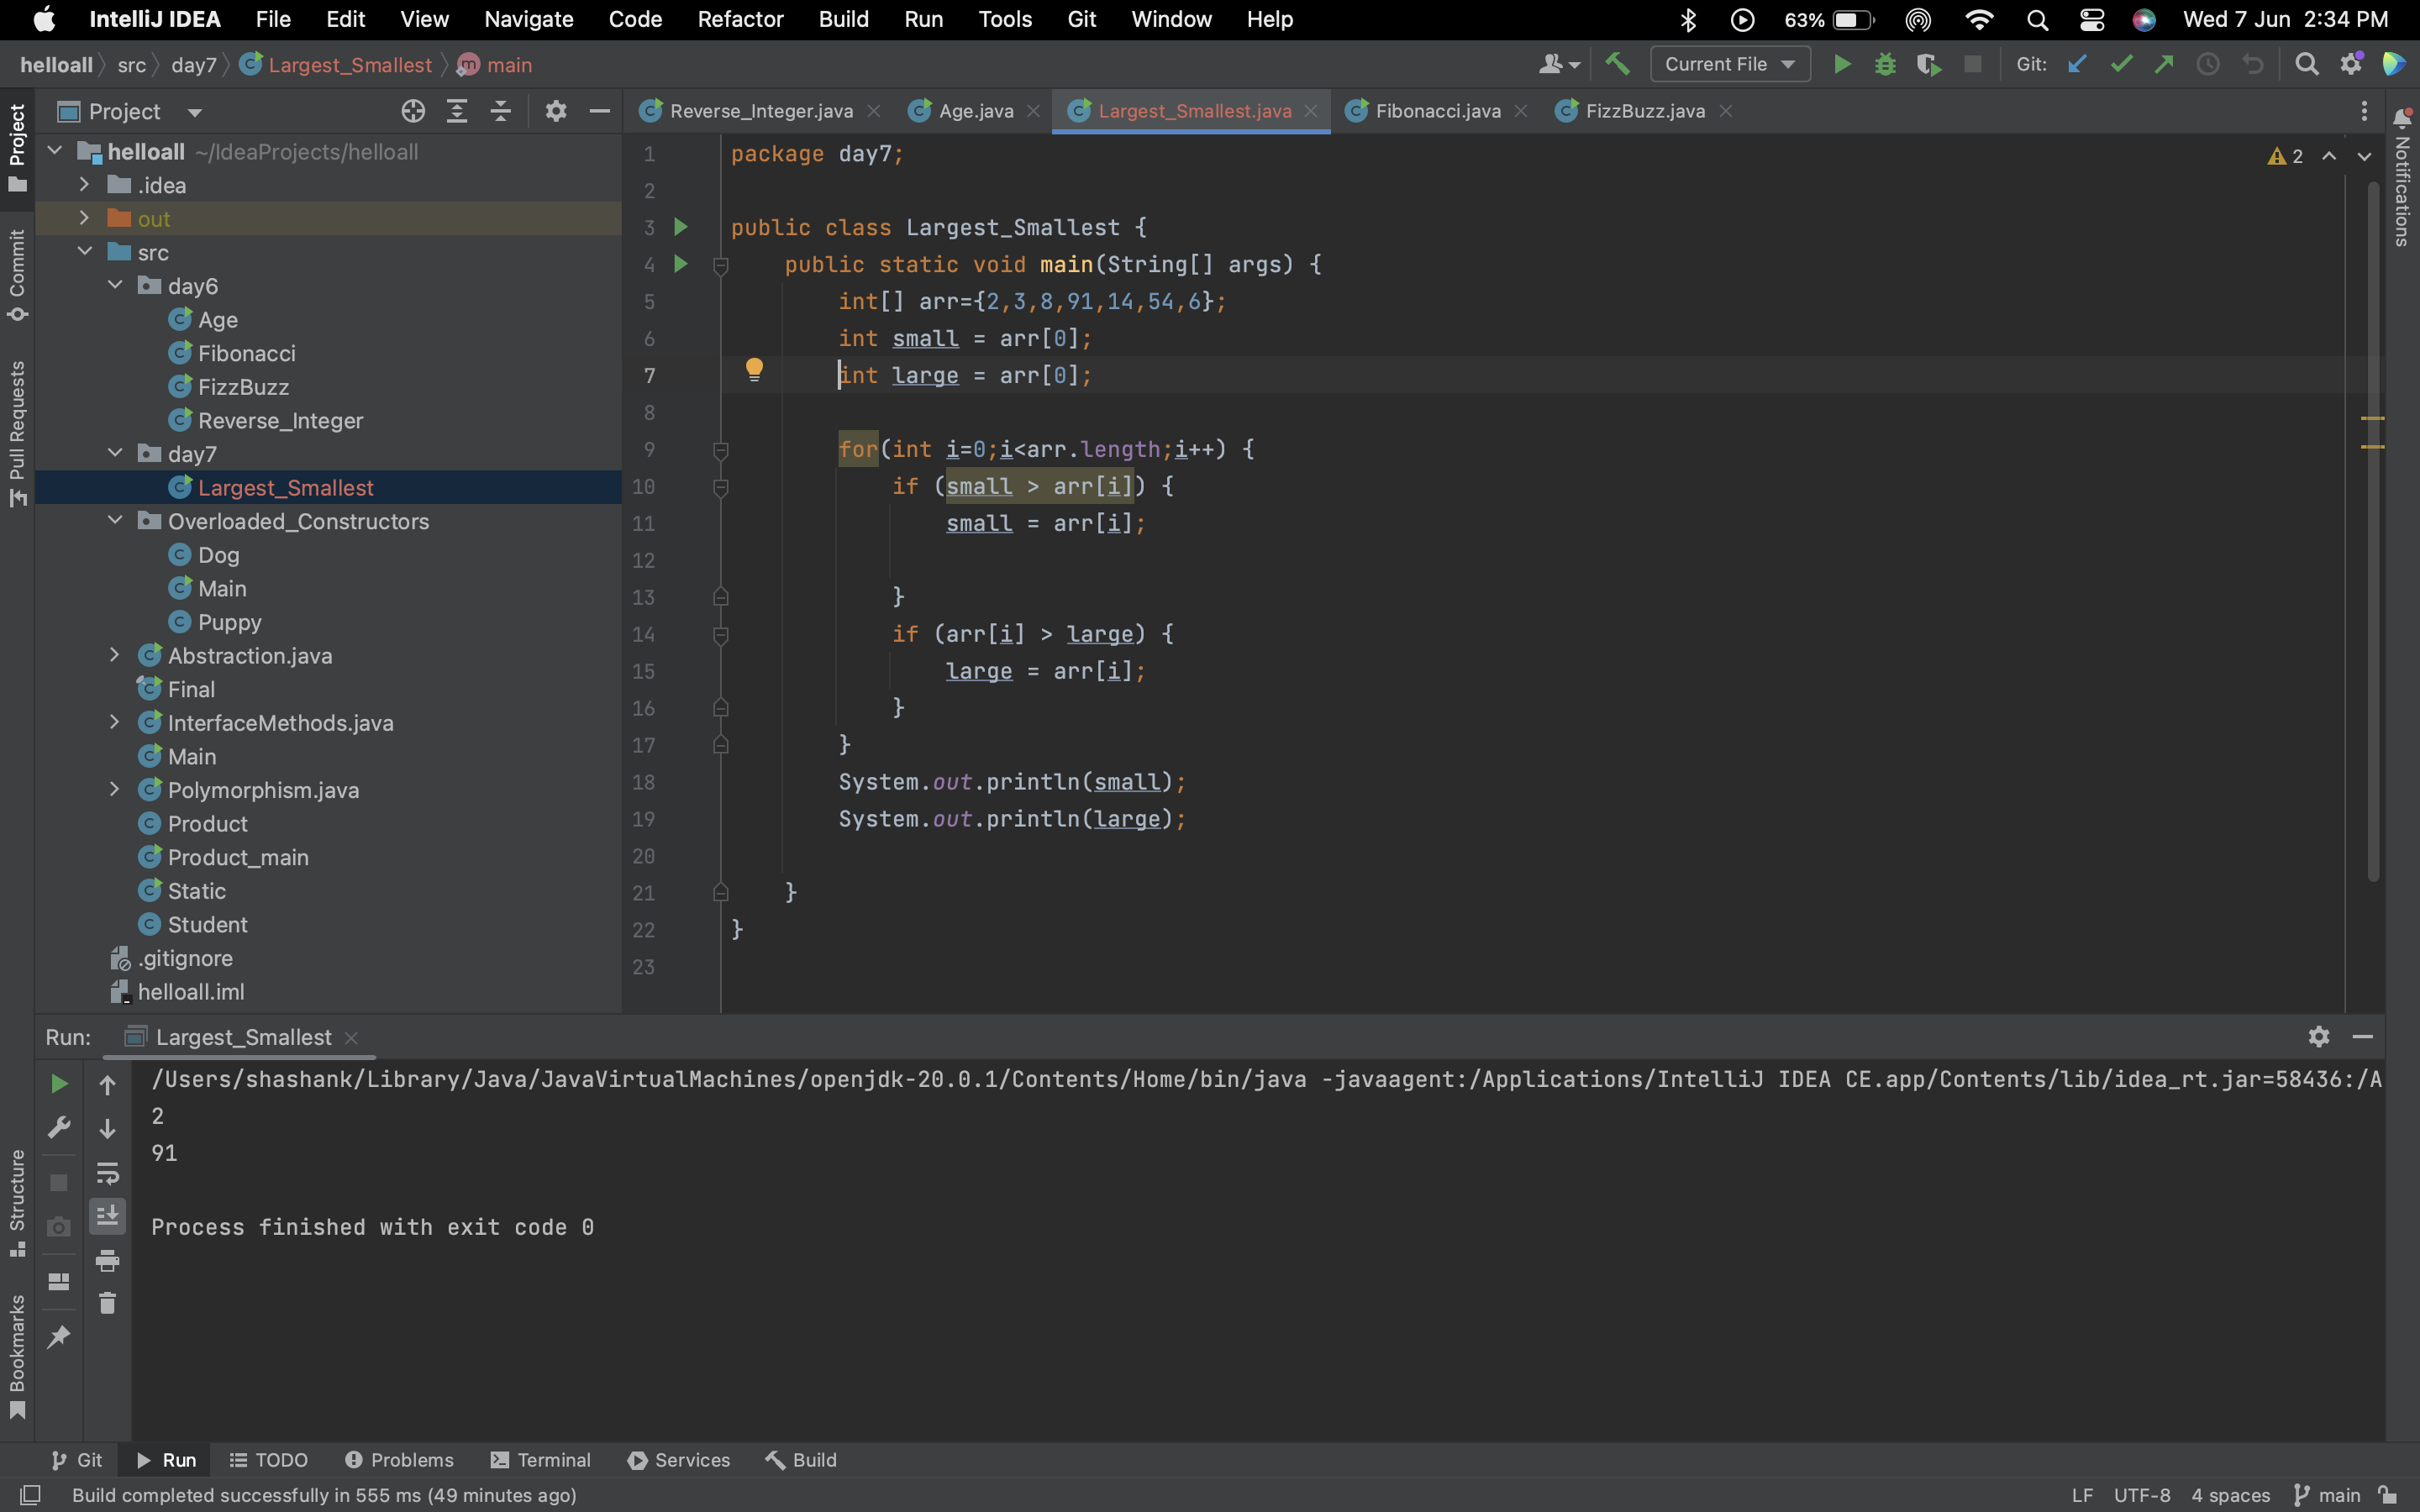 IntelliJ IDEA File Edit View Navigate Code Refactor Build Run Tools Git Window Help 63% Wed 7 Jun 2:34 PM
helloall src day7 Largest_Smallest main Current File Git:
Project Reverse_Integer.java Age.java Largest_Smallest.java Fibonacci.java FizzBuzz.java
Project
Commit
Pull Requests
Structure
Bookmarks
Notifications
helloall ~/IdeaProjects/helloall
.idea
out
src
day6
Age
Fibonacci
FizzBuzz
Reverse_Integer
day7
Largest_Smallest
Overloaded_Constructors
Dog
Main
Puppy
Abstraction.java
Final
InterfaceMethods.java
Main
Polymorphism.java
Product
Product_main
Static
Student
.gitignore
helloall.iml
2
1 package day7;
2
3 public class Largest_Smallest {
4 public static void main(String[] args) {
5 int[] arr={2,3,8,91,14,54,6};
6 int small = arr[0];
7 int large = arr[0];
8
9 for(int i=0;i<arr.length;i++) {
10 if (small > arr[i]) {
11 small = arr[i];
12
13 }
14 if (arr[i] > large) {
15 large = arr[i];
16 }
17 }
18 System.out.println(small);
19 System.out.println(large);
20
21 }
22 }
23
Run: Largest_Smallest
/Users/shashank/Library/Java/JavaVirtualMachines/openjdk-20.0.1/Contents/Home/bin/java -javaagent:/Applications/IntelliJ IDEA CE.app/Contents/lib/idea_rt.jar=58436:/A
2
91
Process finished with exit code 0
Git Run TODO Problems Terminal Services Build
Build completed successfully in 555 ms (49 minutes ago) LF UTF-8 4 spaces main